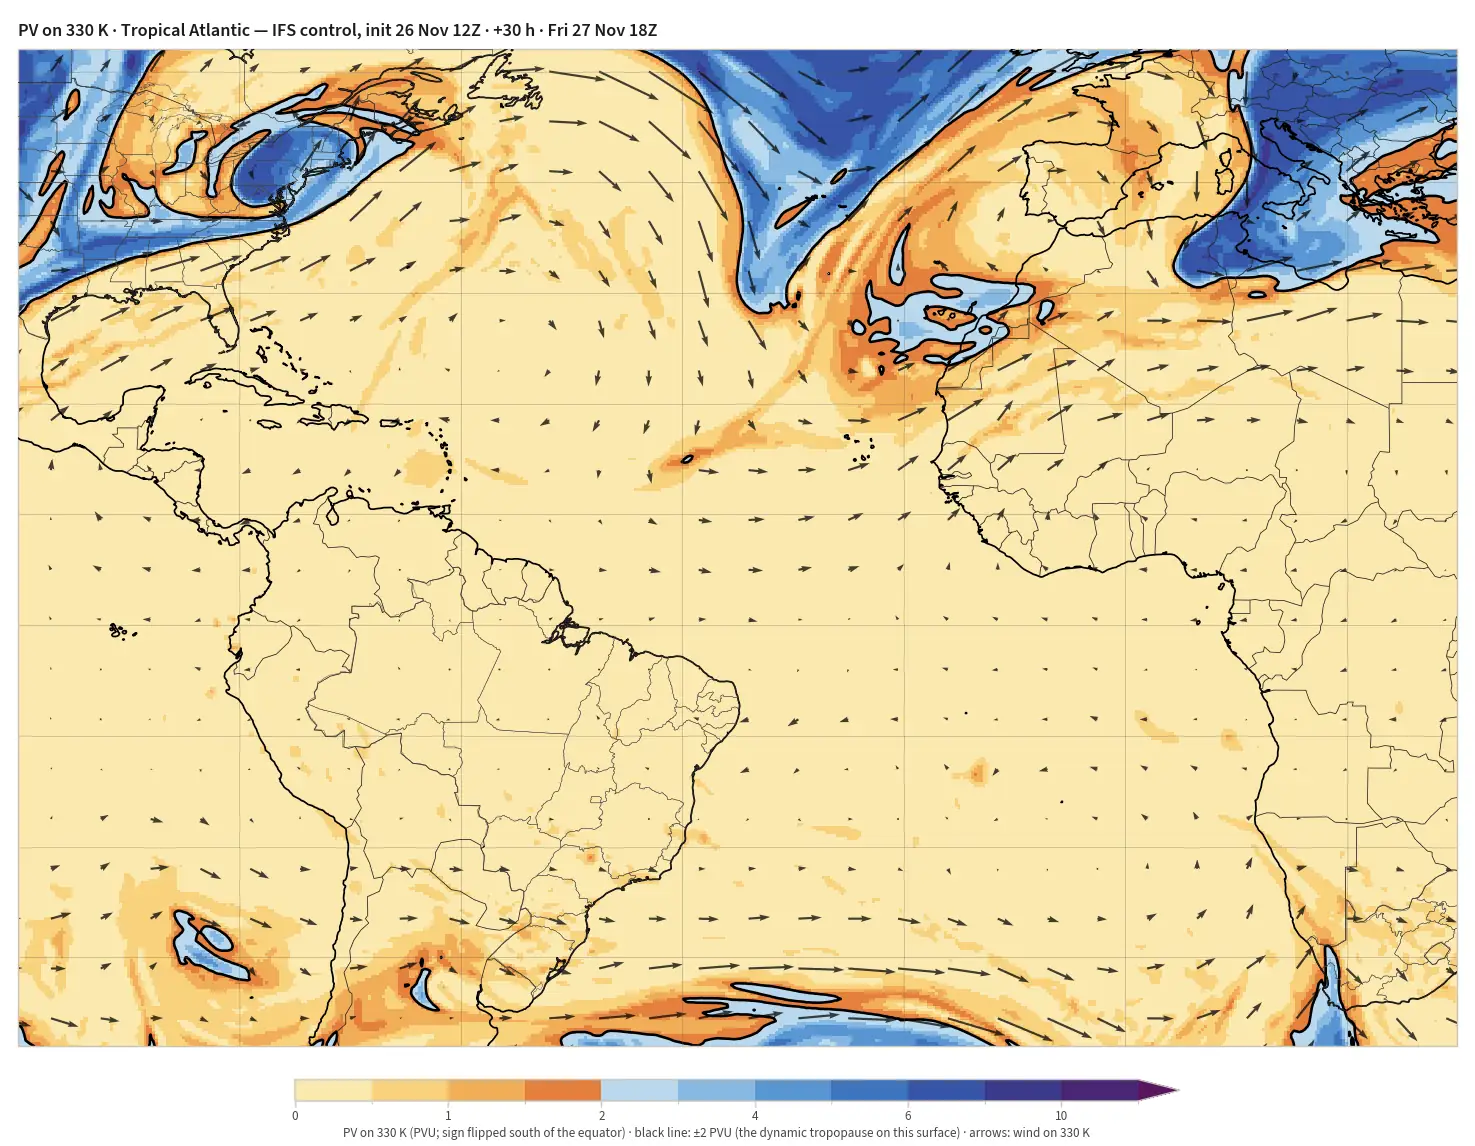 PV on 330 K · Tropical Atlantic — IFS control, init 26 Nov 12Z · +30 h · Fri 27 Nov 18Z
0 1 2 4 6 10
PV on 330 K (PVU; sign flipped south of the equator) · black line: ±2 PVU (the dynamic tropopause on this surface) · arrows: wind on 330 K